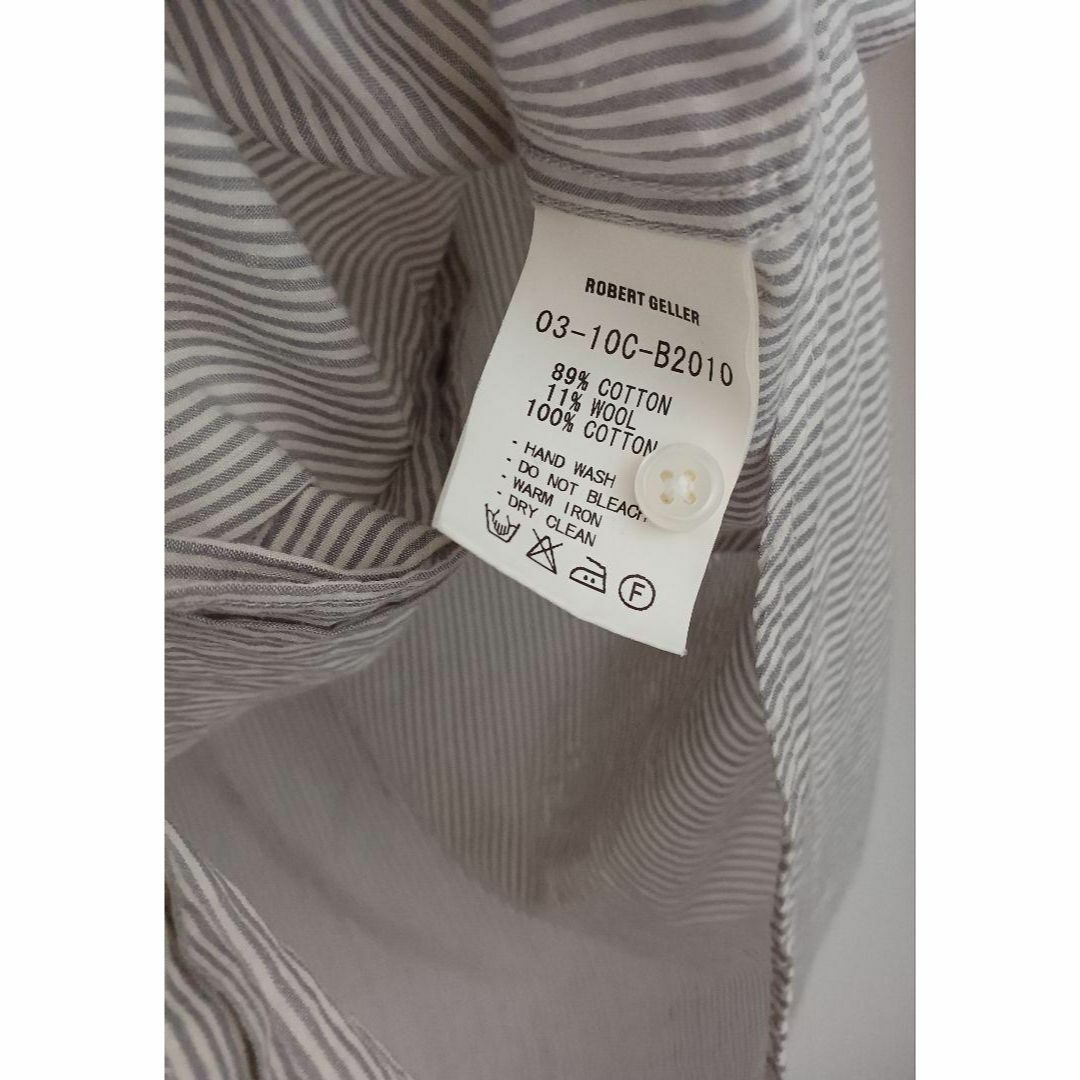 ROBERT GELLER
03-10C-B2010
89% COTTON
11% WOOL
100% COTTON
- HAND WASH
- DO NOT BLEACH
- WARM IRON
- DRY CLEAN
F